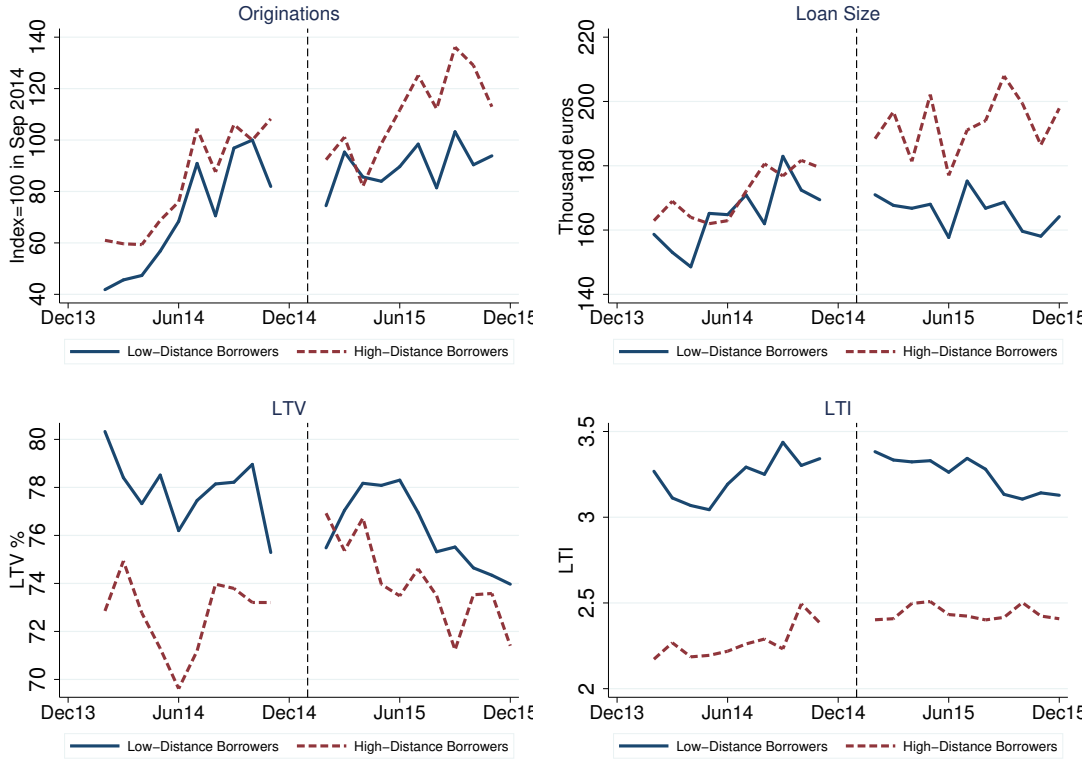 Originations
Index=100 in Sep 2014
140
120
100
80
60
40
Dec13 Jun14 Dec14 Jun15 Dec15
Low−Distance Borrowers High−Distance Borrowers
Loan Size
Thousand euros
220
200
180
160
140
Dec13 Jun14 Dec14 Jun15 Dec15
Low−Distance Borrowers High−Distance Borrowers
LTV
LTV %
80
78
76
74
72
70
Dec13 Jun14 Dec14 Jun15 Dec15
Low−Distance Borrowers High−Distance Borrowers
LTI
LTI
3.5
3
2.5
2
Dec13 Jun14 Dec14 Jun15 Dec15
Low−Distance Borrowers High−Distance Borrowers